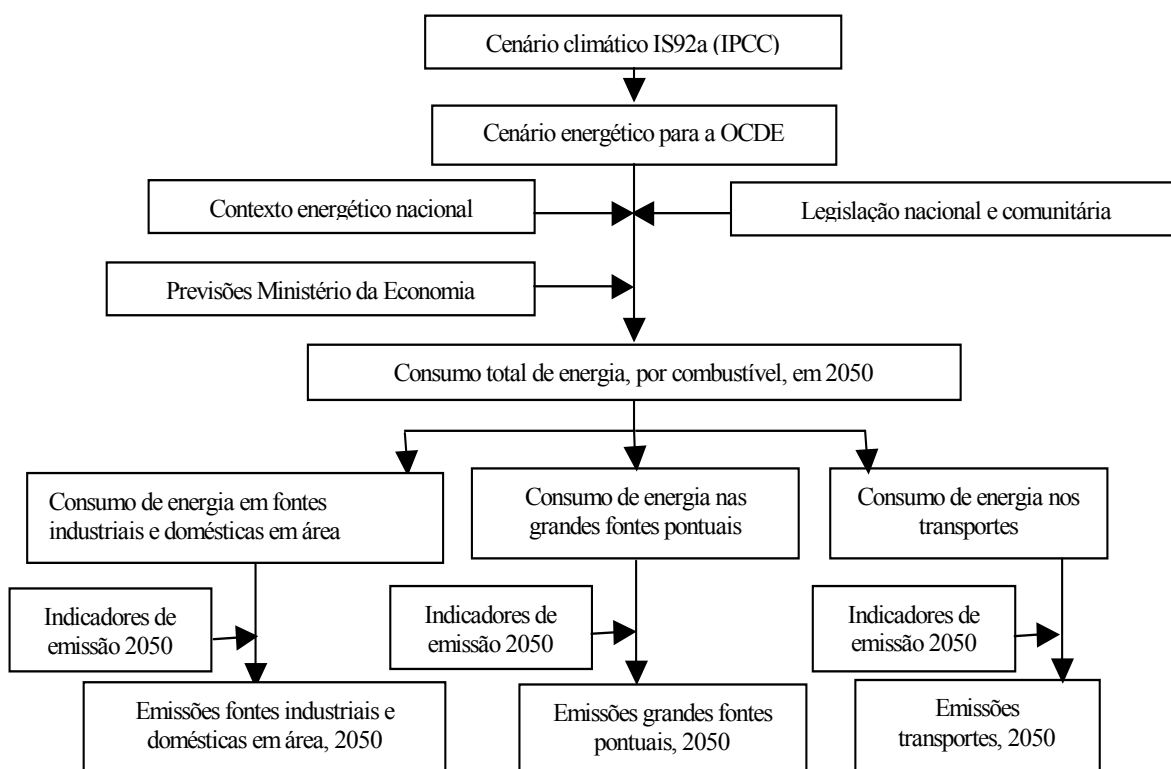 Cenário climático IS92a (IPCC)
Cenário energético para a OCDE
Contexto energético nacional
Legislação nacional e comunitária
Previsões Ministério da Economia
Consumo total de energia, por combustível, em 2050
Consumo de energia em fontes
industriais e domésticas em área
Consumo de energia nas
grandes fontes pontuais
Consumo de energia nos
transportes
Indicadores de
emissão 2050
Indicadores de
emissão 2050
Indicadores de
emissão 2050
Emissões fontes industriais e
domésticas em área, 2050
Emissões grandes fontes
pontuais, 2050
Emissões
transportes, 2050